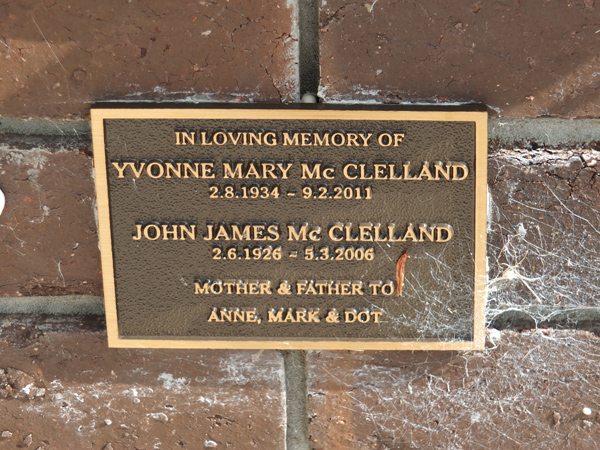 IN LOVING MEMORY OF
YVONNE MARY Mc CLELLAND
2.8.1934 - 9.2.2011
JOHN JAMES Mc CLELLAND
2.6.1926 - 5.3.2006
MOTHER & FATHER TO
ANNE, MARK & DOT